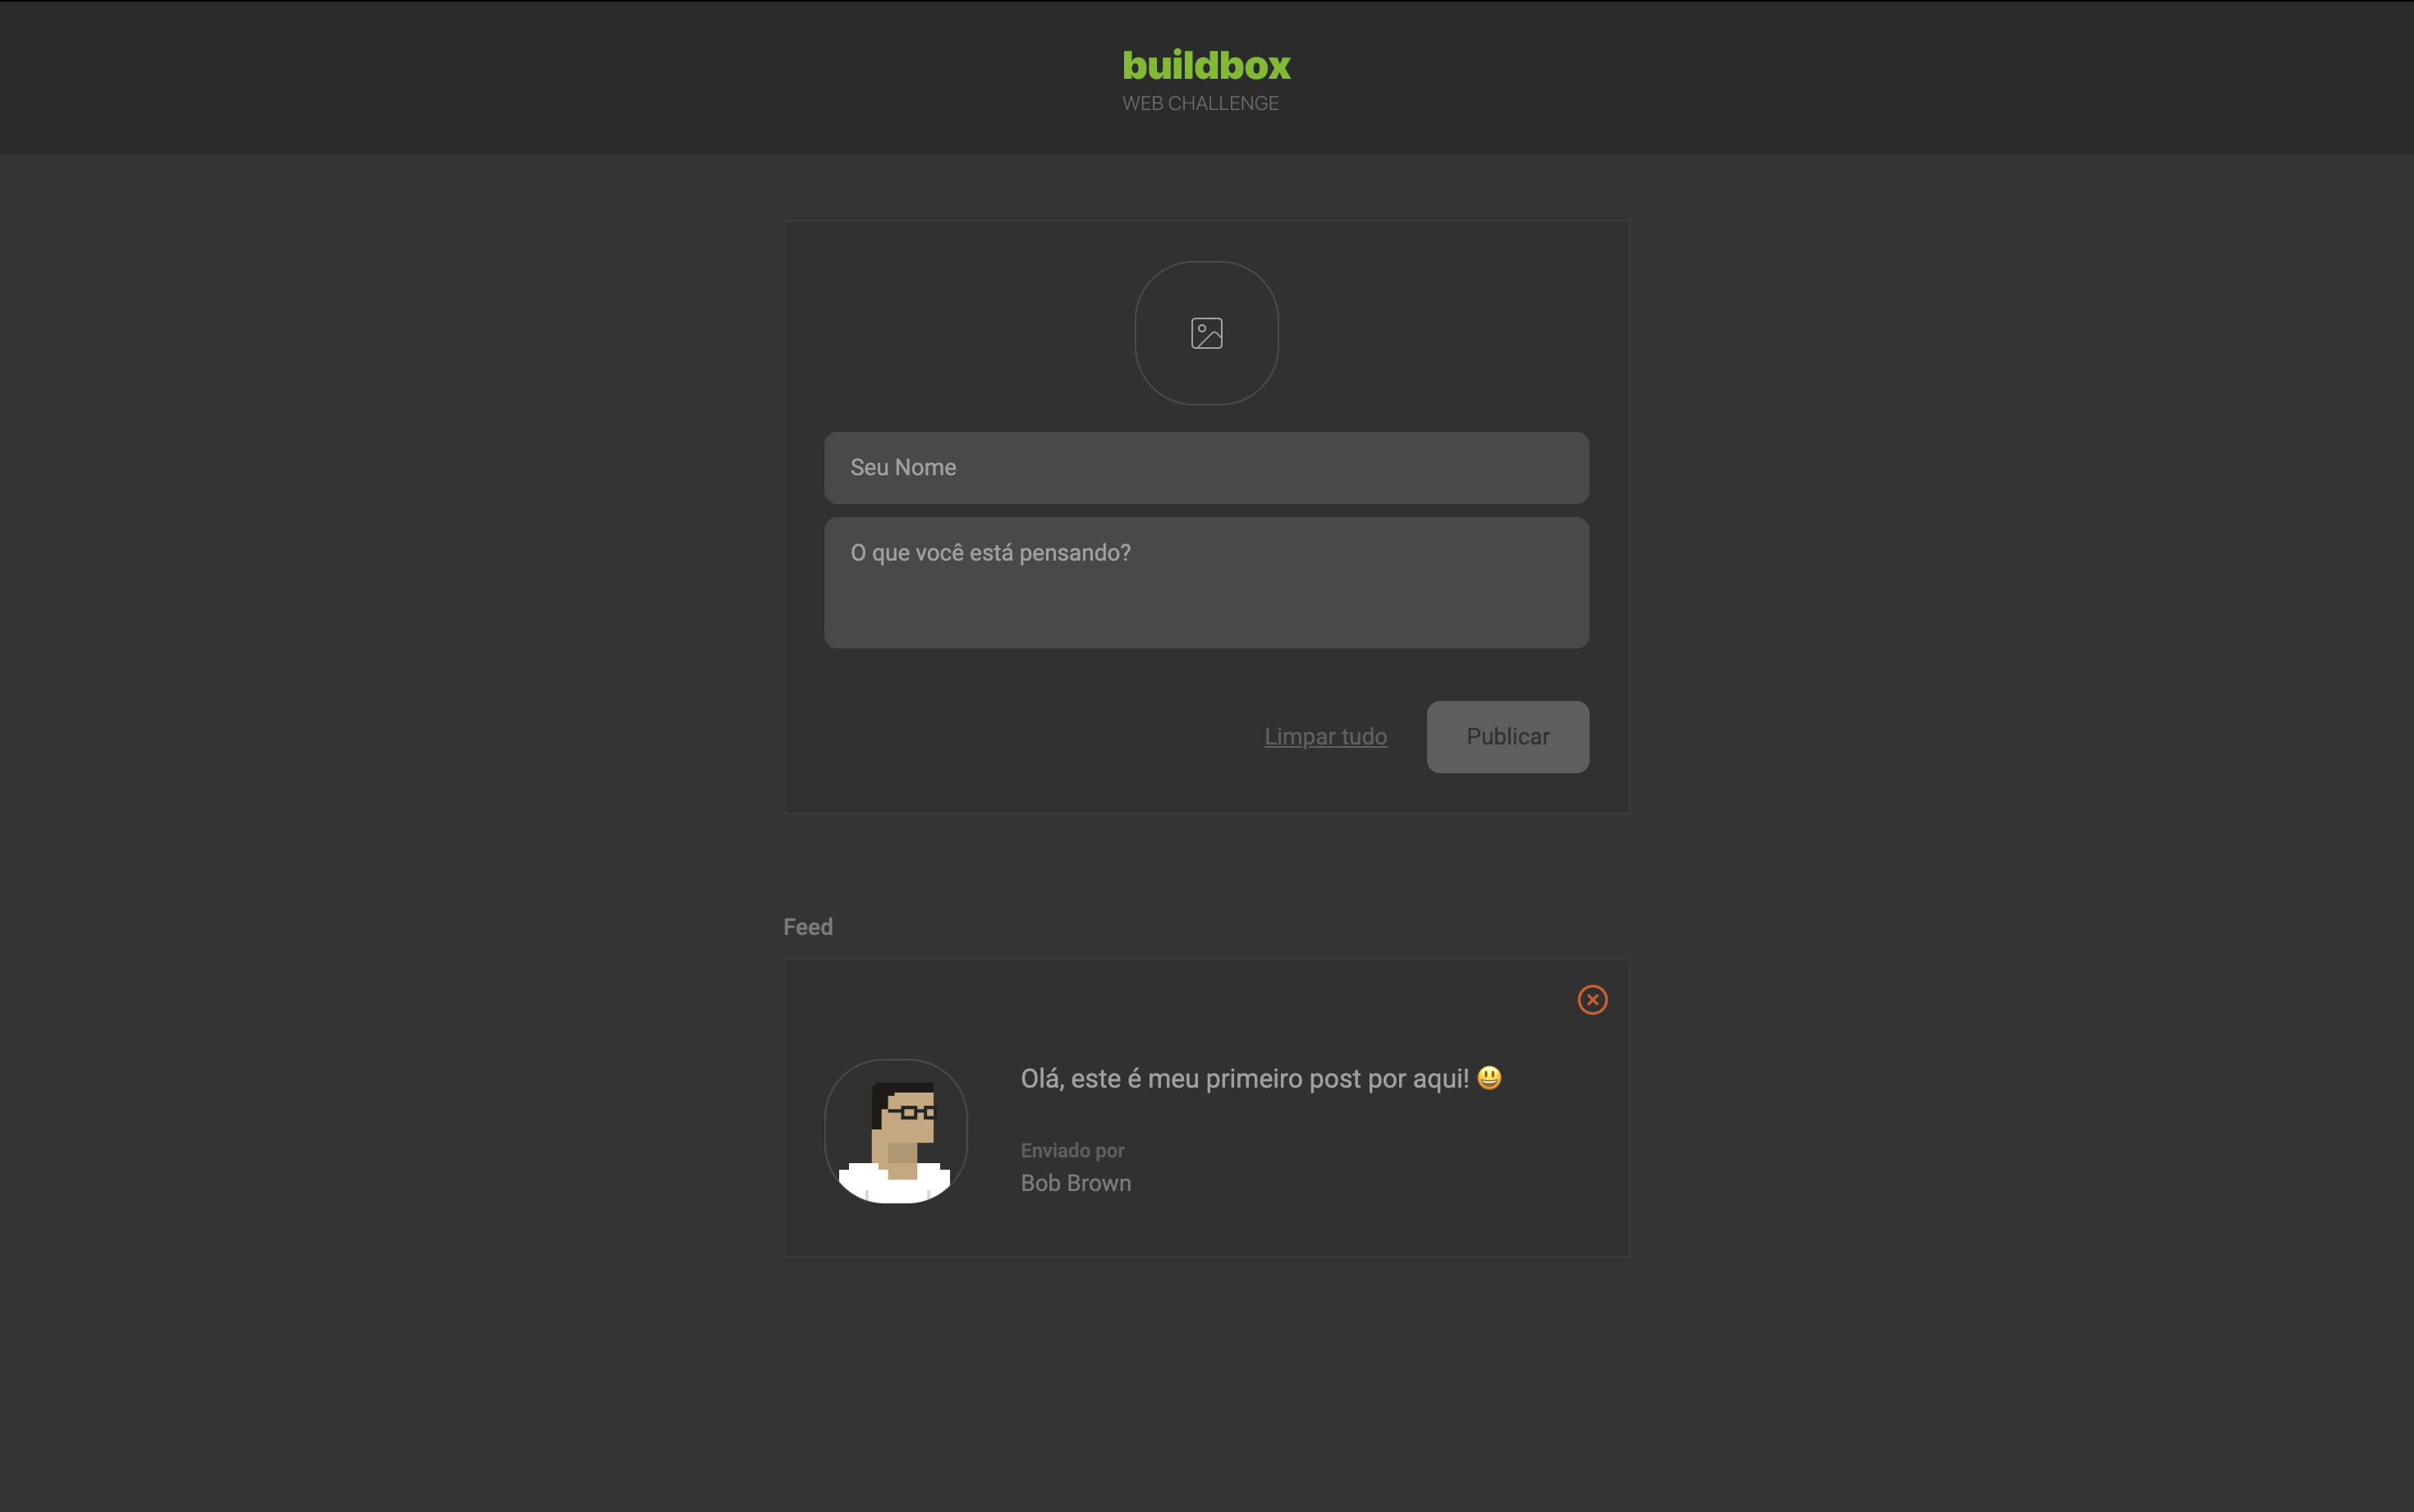 buildbox
WEB CHALLENGE
Seu Nome
O que você está pensando?
Limpar tudo
Publicar
Feed
Olá, este é meu primeiro post por aqui! 😃
Enviado por
Bob Brown